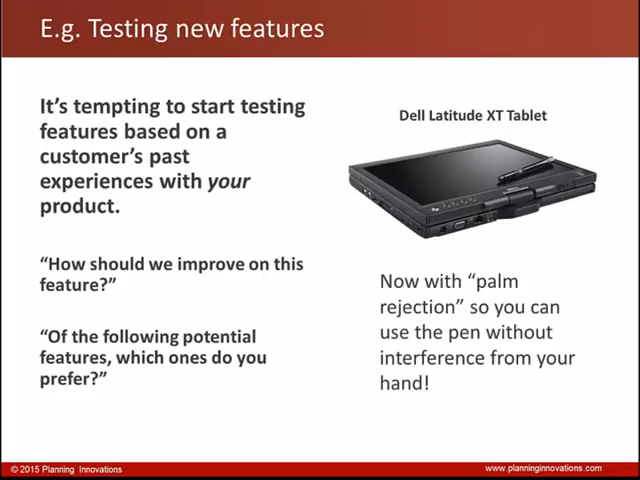 E.g. Testing new features
It's tempting to start testing
features based on a
customer's past
experiences with your
product.
"How should we improve on this
feature?"
"Of the following potential
features, which ones do you
prefer?"
Dell Latitude XT Tablet
Now with "palm
rejection" so you can
use the pen without
interference from your
hand!
© 2015 Planning Innovations
www.planninginnovations.com